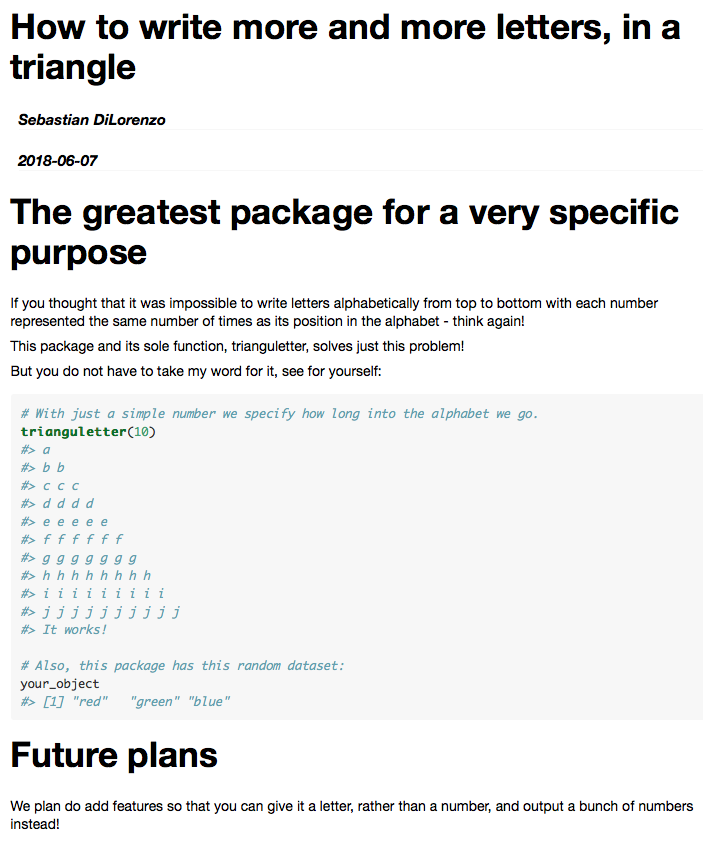 How to write more and more letters, in a
triangle
Sebastian DiLorenzo
2018-06-07
The greatest package for a very specific
purpose
If you thought that it was impossible to write letters alphabetically from top to bottom with each number
represented the same number of times as its position in the alphabet - think again!
This package and its sole function, trianguletter, solves just this problem!
But you do not have to take my word for it, see for yourself:
# With just a simple number we specify how long into the alphabet we go.
trianguletter(10)
#> a
#> b b
#> c c c
#> d d d d
#> e e e e e
#> f f f f f f
#> g g g g g g g
#> h h h h h h h h
#> i i i i i i i i i
#> j j j j j j j j j j
#> It works!
# Also, this package has this random dataset:
your_object
#> [1] "red"   "green" "blue"
Future plans
We plan do add features so that you can give it a letter, rather than a number, and output a bunch of numbers
instead!